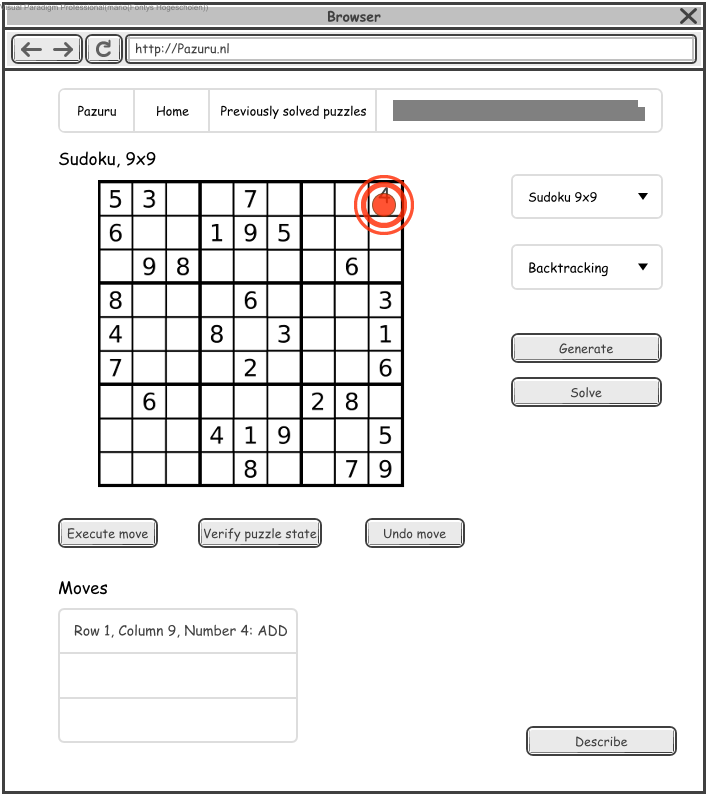 Visual Paradigm Professional(mano(Fontys Hogescholen))
Browser
http://Pazuru.nl
Pazuru Home Previously solved puzzles
Sudoku, 9x9
5 3 7 4
6 1 9 5
9 8 6
8 6 3
4 8 3 1
7 2 6
6 2 8
4 1 9 5
8 7 9
Sudoku 9x9
Backtracking
Generate
Solve
Execute move Verify puzzle state Undo move
Moves
Row 1, Column 9, Number 4: ADD
Describe